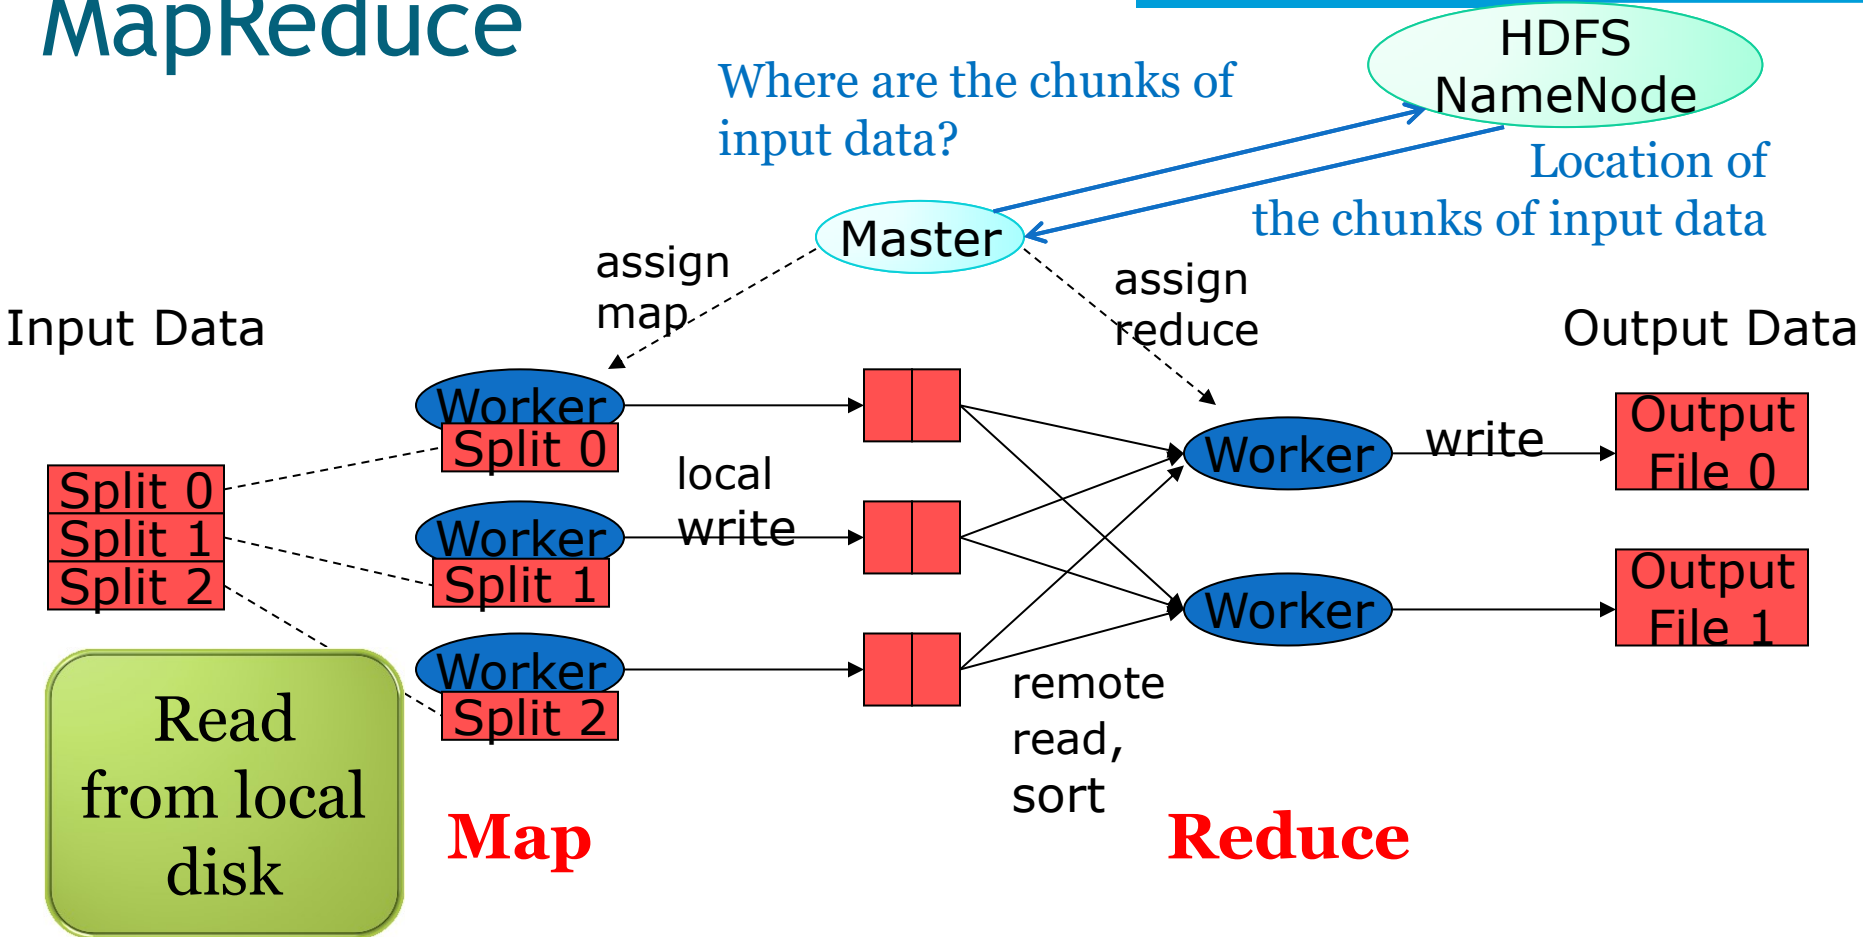 MapReduce
HDFS
NameNode
Where are the chunks of
input data?
Location of
the chunks of input data
Master
assign
map
assign
reduce
Input Data
Output Data
Worker
Split 0
Split 0
Split 1
Split 2
Worker
Split 1
Worker
Split 2
local
write
Worker
write
Output
File 0
Worker
Output
File 1
remote
read,
sort
Read
from local
disk
Map
Reduce